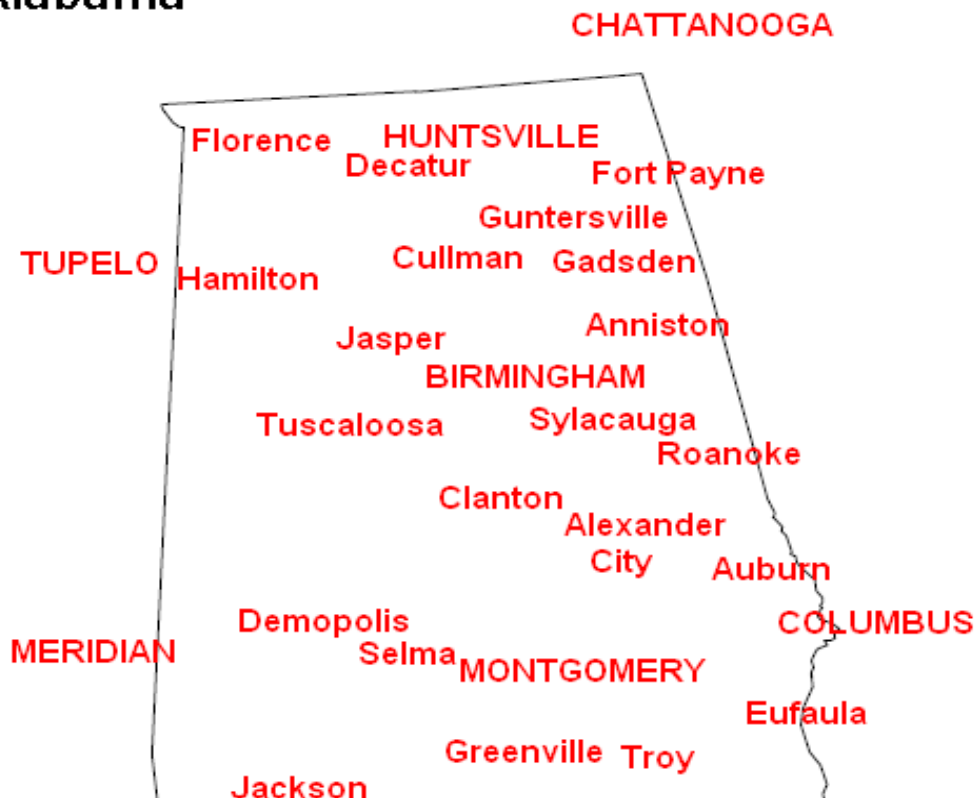 Alabama
CHATTANOOGA
Florence
HUNTSVILLE
Decatur
Fort Payne
Guntersville
TUPELO
Hamilton
Cullman
Gadsden
Jasper
Anniston
BIRMINGHAM
Tuscaloosa
Sylacauga
Roanoke
Clanton
Alexander
City
Auburn
Demopolis
COLUMBUS
MERIDIAN
Selma
MONTGOMERY
Eufaula
Greenville
Troy
Jackson